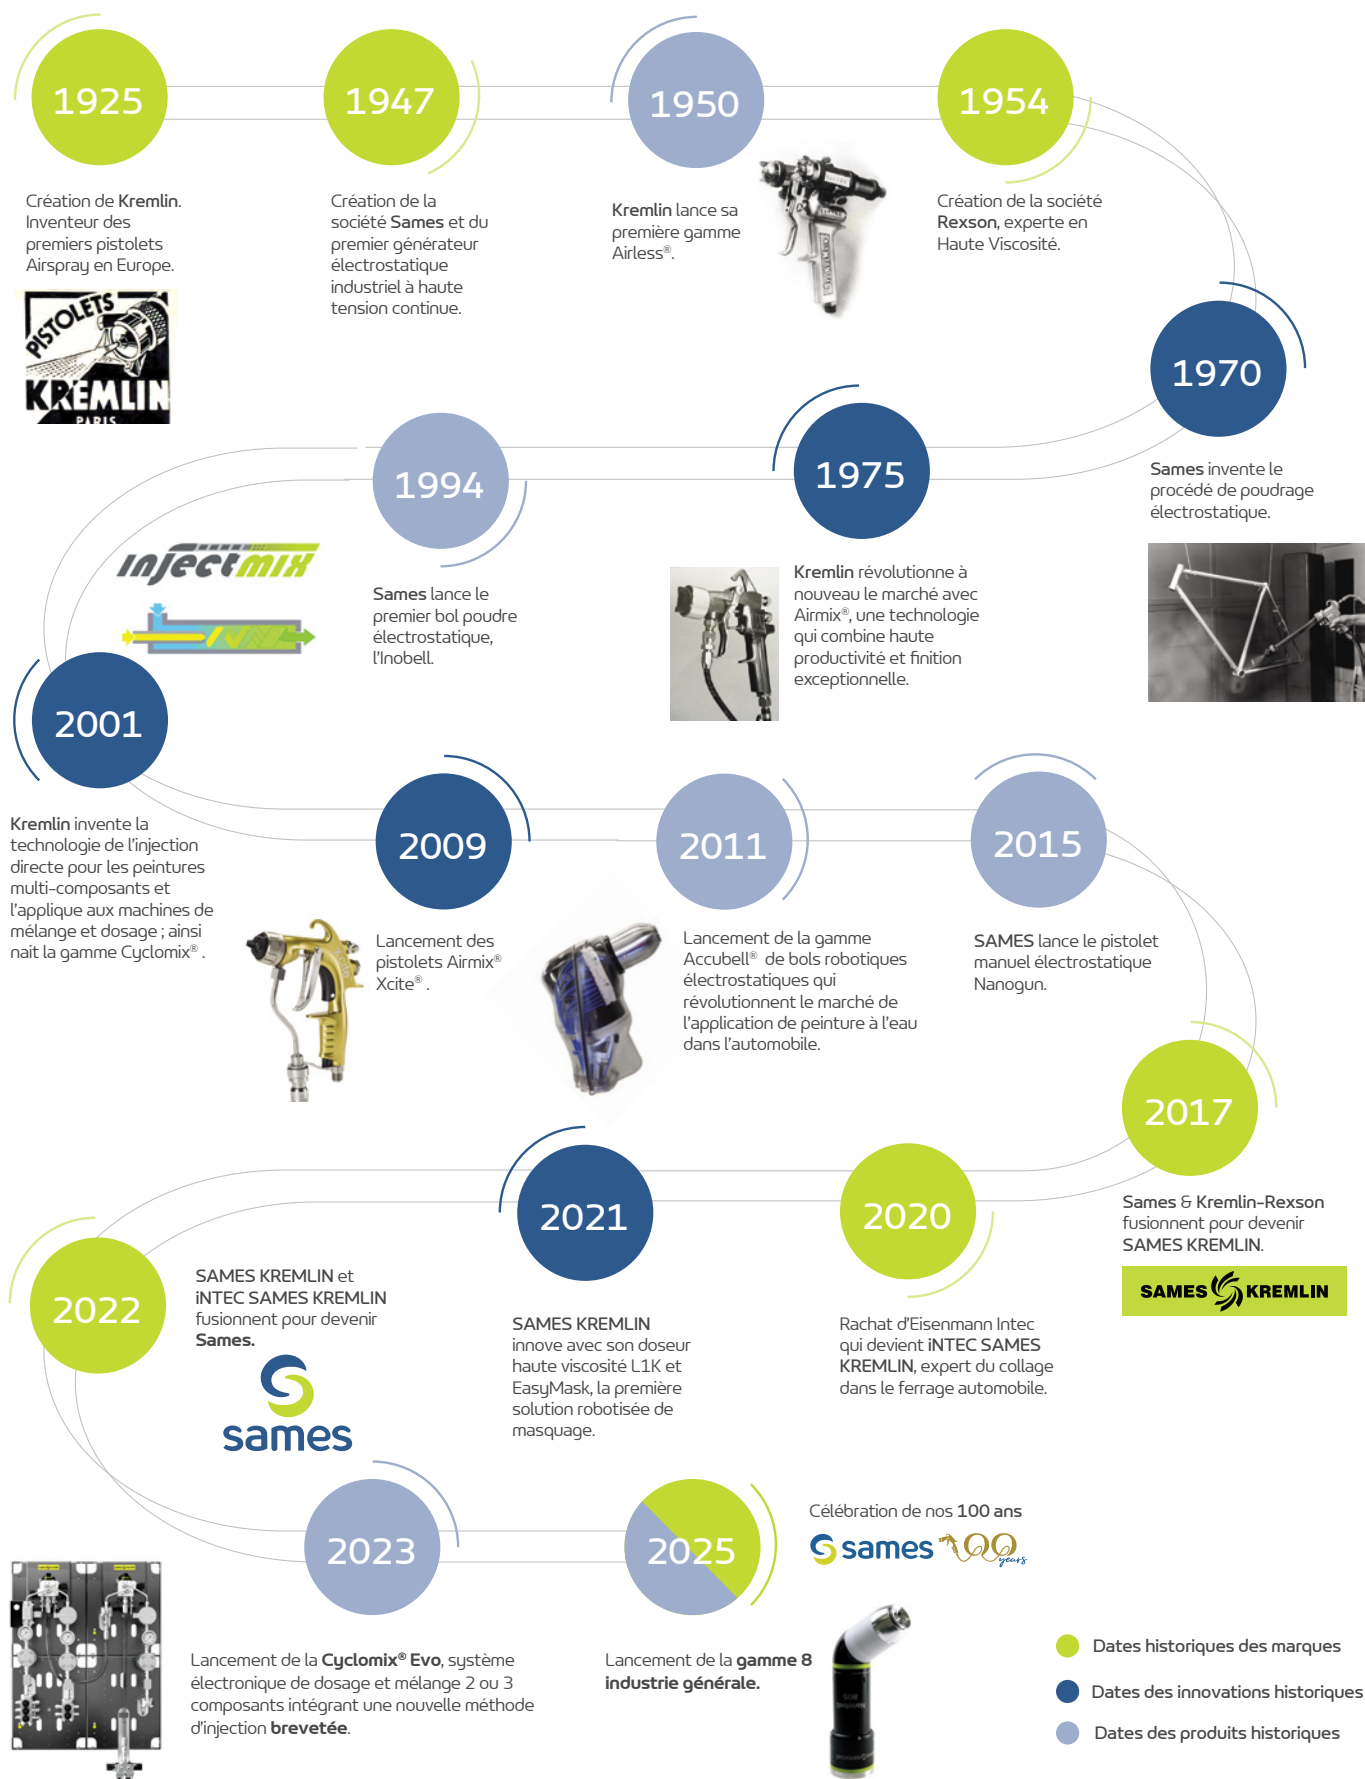 1925
Création de Kremlin.
Inventeur des
premiers pistolets
Airspray en Europe.
PISTOLETS
KREMLIN
PARIS
1947
Création de la
société Sames et du
premier générateur
électrostatique
industriel à haute
tension continue.
1950
Kremlin lance sa
première gamme
Airless®.
1954
Création de la société
Rexson, experte en
Haute Viscosité.
1970
Sames invente le
procédé de poudrage
électrostatique.
1975
Kremlin révolutionne à
nouveau le marché avec
Airmix®, une technologie
qui combine haute
productivité et finition
exceptionnelle.
1994
Sames lance le
premier bol poudre
électrostatique,
l'Inobell.
injectmix
2001
Kremlin invente la
technologie de l'injection
directe pour les peintures
multi-composants et
l'applique aux machines de
mélange et dosage ; ainsi
nait la gamme Cyclomix® .
2009
Lancement des
pistolets Airmix®
Xcite® .
2011
Lancement de la gamme
Accubell® de bols robotiques
électrostatiques qui
révolutionnent le marché de
l'application de peinture à l'eau
dans l'automobile.
2015
SAMES lance le pistolet
manuel électrostatique
Nanogun.
2017
Sames & Kremlin-Rexson
fusionnent pour devenir
SAMES KREMLIN.
SAMES KREMLIN
2020
Rachat d'Eisenmann Intec
qui devient iNTEC SAMES
KREMLIN, expert du collage
dans le ferrage automobile.
2021
SAMES KREMLIN
innove avec son doseur
haute viscosité L1K et
EasyMask, la première
solution robotisée de
masquage.
2022
SAMES KREMLIN et
iNTEC SAMES KREMLIN
fusionnent pour devenir
Sames.
sames
2023
Lancement de la Cyclomix® Evo, système
électronique de dosage et mélange 2 ou 3
composants intégrant une nouvelle méthode
d'injection brevetée.
2025
Célébration de nos 100 ans
sames 100
years
Lancement de la gamme 8
industrie générale.
Dates historiques des marques
Dates des innovations historiques
Dates des produits historiques